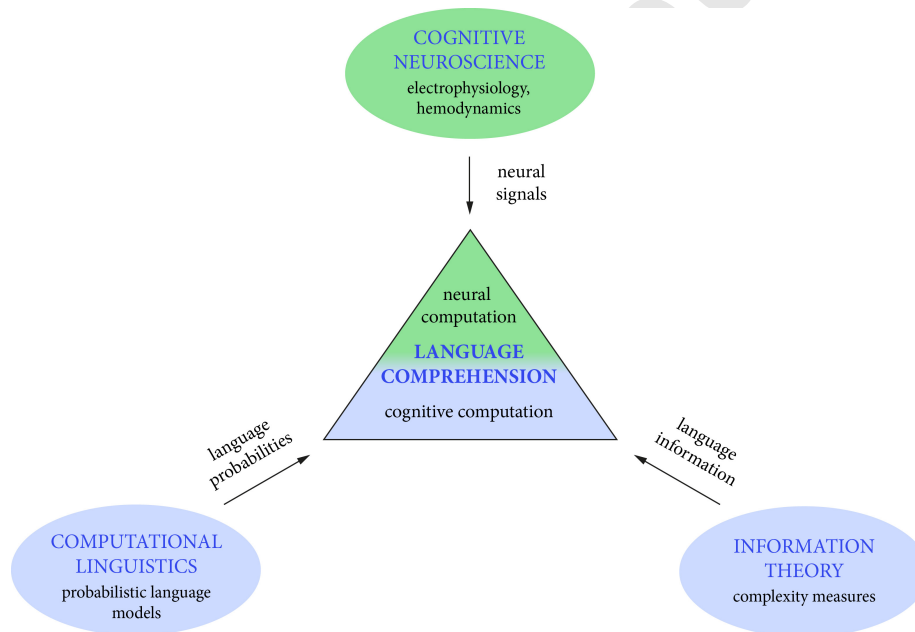 COGNITIVE
NEUROSCIENCE
electrophysiology,
hemodynamics
neural
signals
neural
computation
LANGUAGE
COMPREHENSION
cognitive computation
language
probabilities
language
information
COMPUTATIONAL
LINGUISTICS
probabilistic language
models
INFORMATION
THEORY
complexity measures